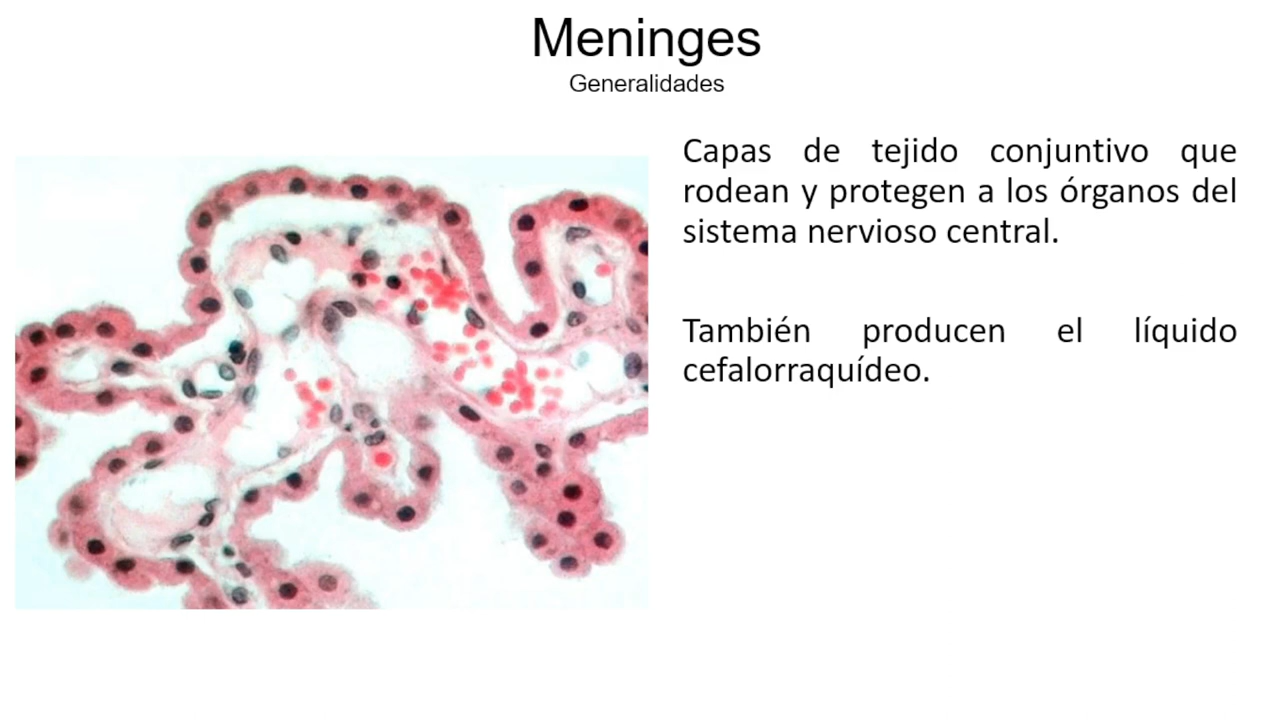 Meninges
Generalidades
Capas de tejido conjuntivo que
rodean y protegen a los órganos del
sistema nervioso central.
También producen el líquido
cefalorraquídeo.